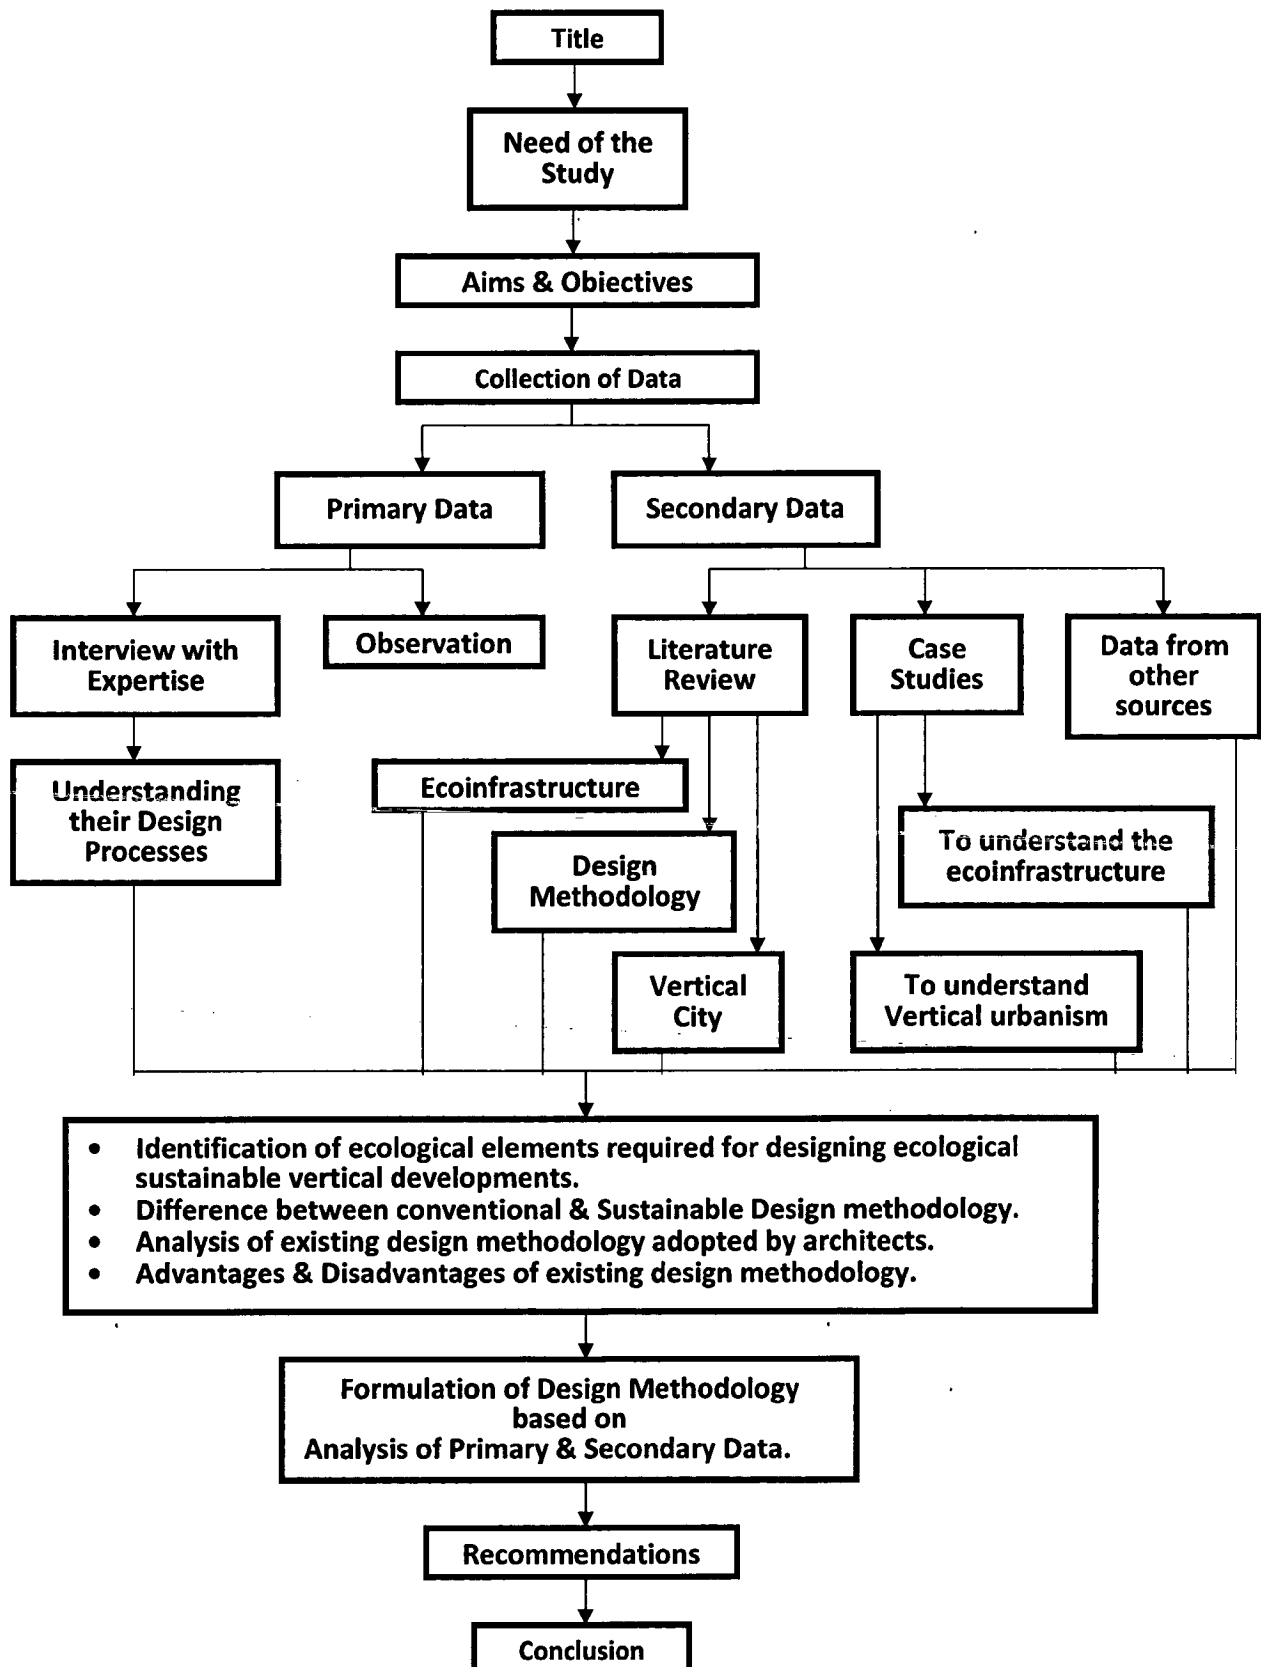 Title
Need of the
Study
Aims & Obiectives
Collection of Data
Primary Data
Secondary Data
Interview with
Expertise
Observation
Literature
Review
Case
Studies
Data from
other
sources
Understanding
their Design
Processes
Ecoinfrastructure
Design
Methodology
Vertical
City
To understand the
ecoinfrastructure
To understand
Vertical urbanism
• Identification of ecological elements required for designing ecological
sustainable vertical developments.
• Difference between conventional & Sustainable Design methodology.
• Analysis of existing design methodology adopted by architects.
• Advantages & Disadvantages of existing design methodology.
Formulation of Design Methodology
based on
Analysis of Primary & Secondary Data.
Recommendations
Conclusion